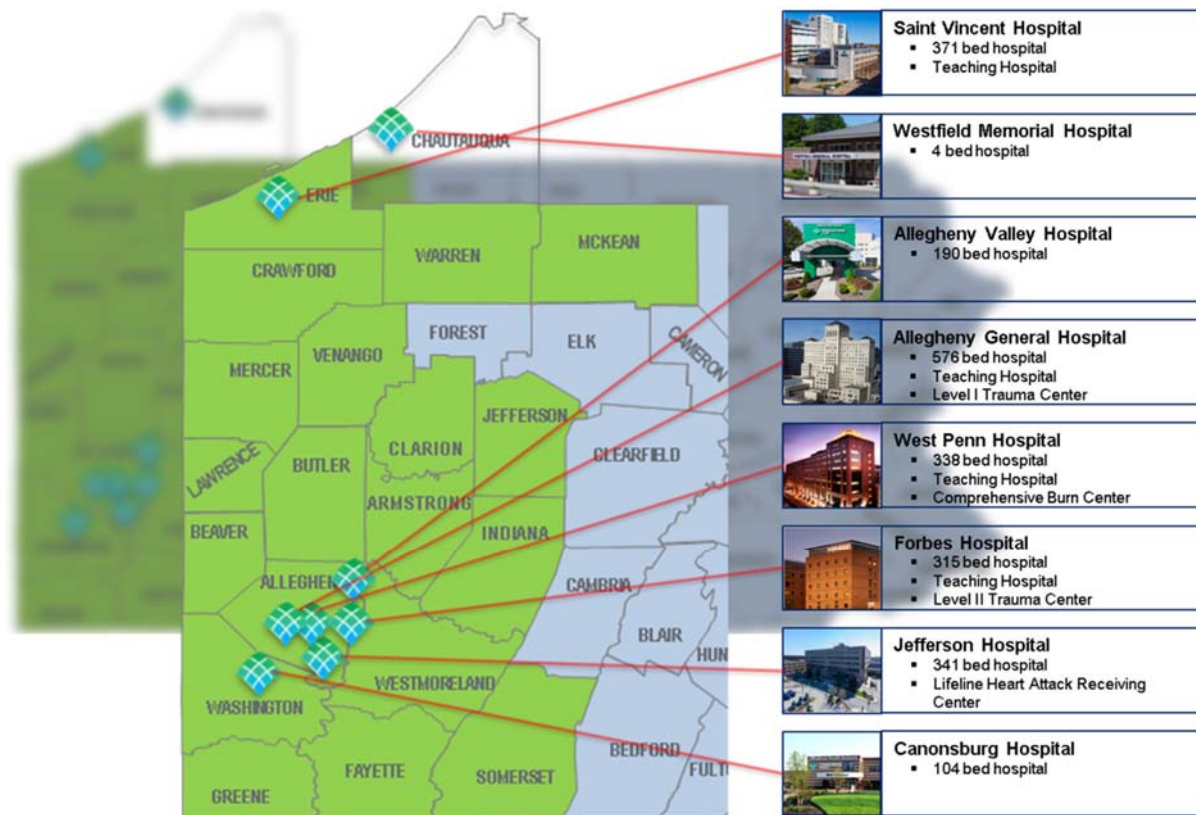 CHAUTAUQUA
ERIE
WARREN
MCKEAN
CRAWFORD
FOREST
ELK
CAMERON
VENANGO
MERCER
JEFFERSON
CLARION
CLEARFIELD
LAWRENCE
BUTLER
ARMSTRONG
INDIANA
BEAVER
ALLEGHEN
CAMBRIA
BLAIR
HUN
WESTMORELAND
WASHINGTON
BEDFORD
FULT
FAYETTE
SOMERSET
GREENE
Saint Vincent Hospital
▪ 371 bed hospital
▪ Teaching Hospital
Westfield Memorial Hospital
▪ 4 bed hospital
Allegheny Valley Hospital
▪ 190 bed hospital
Allegheny General Hospital
▪ 576 bed hospital
▪ Teaching Hospital
▪ Level I Trauma Center
West Penn Hospital
▪ 338 bed hospital
▪ Teaching Hospital
▪ Comprehensive Burn Center
Forbes Hospital
▪ 315 bed hospital
▪ Teaching Hospital
▪ Level II Trauma Center
Jefferson Hospital
▪ 341 bed hospital
▪ Lifeline Heart Attack Receiving
Center
Canonsburg Hospital
▪ 104 bed hospital